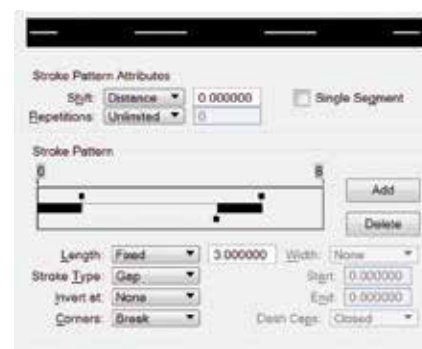 Stroke Pattern Attributes
Shift: Distance 0.000000 Single Segment
Repetitions: Unlimited 0
Stroke Pattern
0 8
Add
Delete
Length: Fixed 3.000000 Width: None
Stroke Type: Gap Start: 0.000000
Invert at: None End: 0.000000
Corners: Break Dash Caps: Closed